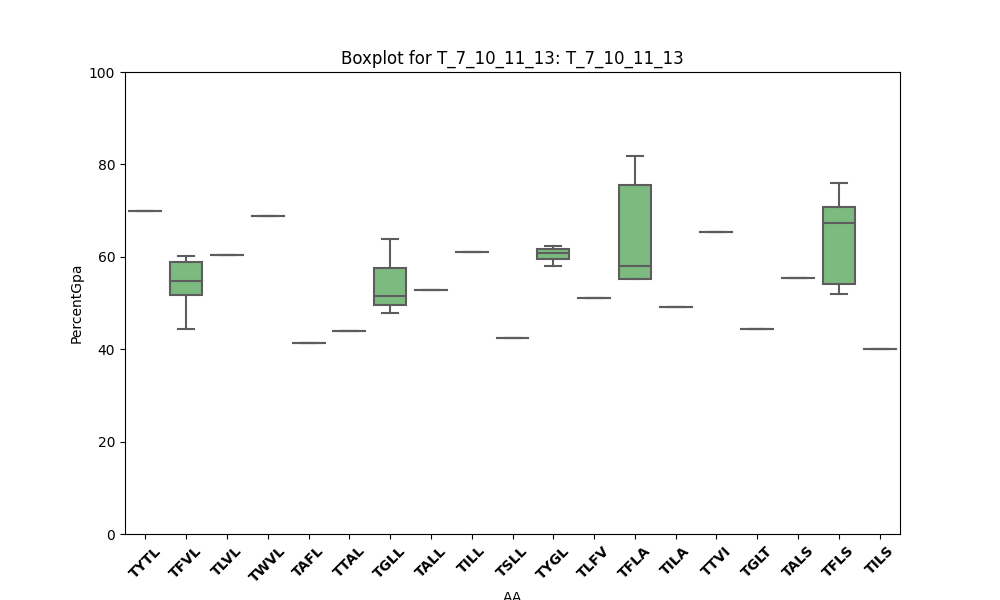 Boxplot for T_7_10_11_13: T_7_10_11_13
100
80
60
40
20
0
PercentGpa
TYTL
TFVL
TLVL
TWVL
TAFL
TTAL
TGLL
TALL
TILL
TSLL
TYGL
TLFV
TFLA
TILA
TTVI
TGLT
TALS
TFLS
TILS
AA